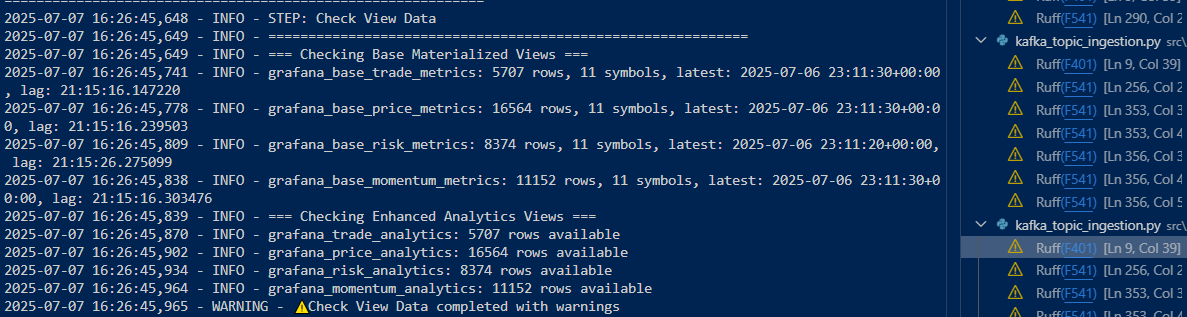 2025-07-07 16:26:45,648 - INFO - STEP: Check View Data
2025-07-07 16:26:45,649 - INFO - ============================================================
2025-07-07 16:26:45,649 - INFO - === Checking Base Materialized Views ===
2025-07-07 16:26:45,741 - INFO - grafana_base_trade_metrics: 5707 rows, 11 symbols, latest: 2025-07-06 23:11:30+00:00
, lag: 21:15:16.147220
2025-07-07 16:26:45,778 - INFO - grafana_base_price_metrics: 16564 rows, 11 symbols, latest: 2025-07-06 23:11:30+00:0
0, lag: 21:15:16.239503
2025-07-07 16:26:45,809 - INFO - grafana_base_risk_metrics: 8374 rows, 11 symbols, latest: 2025-07-06 23:11:20+00:00,
lag: 21:15:26.275099
2025-07-07 16:26:45,838 - INFO - grafana_base_momentum_metrics: 11152 rows, 11 symbols, latest: 2025-07-06 23:11:30+0
0:00, lag: 21:15:16.303476
2025-07-07 16:26:45,839 - INFO - === Checking Enhanced Analytics Views ===
2025-07-07 16:26:45,870 - INFO - grafana_trade_analytics: 5707 rows available
2025-07-07 16:26:45,902 - INFO - grafana_price_analytics: 16564 rows available
2025-07-07 16:26:45,934 - INFO - grafana_risk_analytics: 8374 rows available
2025-07-07 16:26:45,964 - INFO - grafana_momentum_analytics: 11152 rows available
2025-07-07 16:26:45,965 - WARNING - ⚠️Check View Data completed with warnings
Ruff(F541) [Ln 290, Col 2
kafka_topic_ingestion.py src\
Ruff(F401) [Ln 9, Col 39]
Ruff(F541) [Ln 256, Col 2
Ruff(F541) [Ln 353, Col 3
Ruff(F541) [Ln 353, Col 4
Ruff(F541) [Ln 356, Col 3
Ruff(F541) [Ln 356, Col 4
Ruff(F541) [Ln 356, Col 5
kafka_topic_ingestion.py src\
Ruff(F401) [Ln 9, Col 39]
Ruff(F541) [Ln 256, Col 2
Ruff(F541) [Ln 353, Col 3